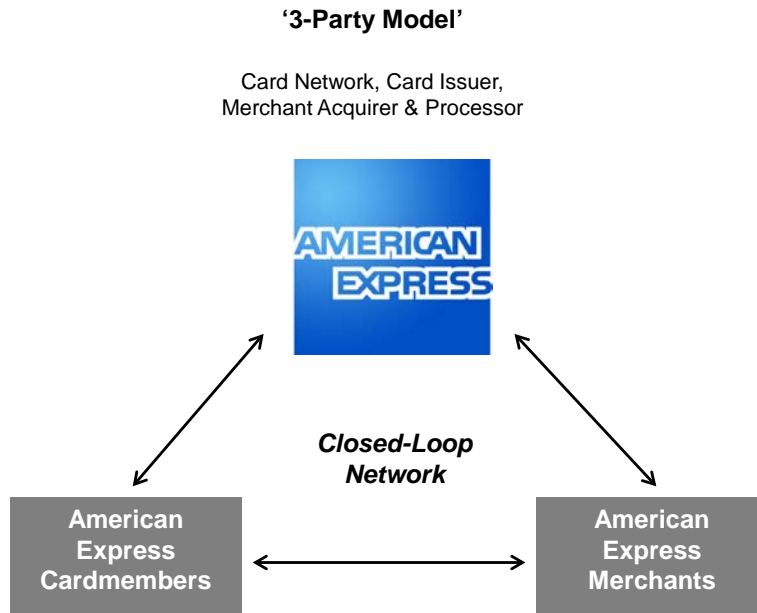 ‘3-Party Model’
Card Network, Card Issuer,
Merchant Acquirer & Processor
AMERICAN
EXPRESS
Closed-Loop
Network
American
Express
Cardmembers
American
Express
Merchants